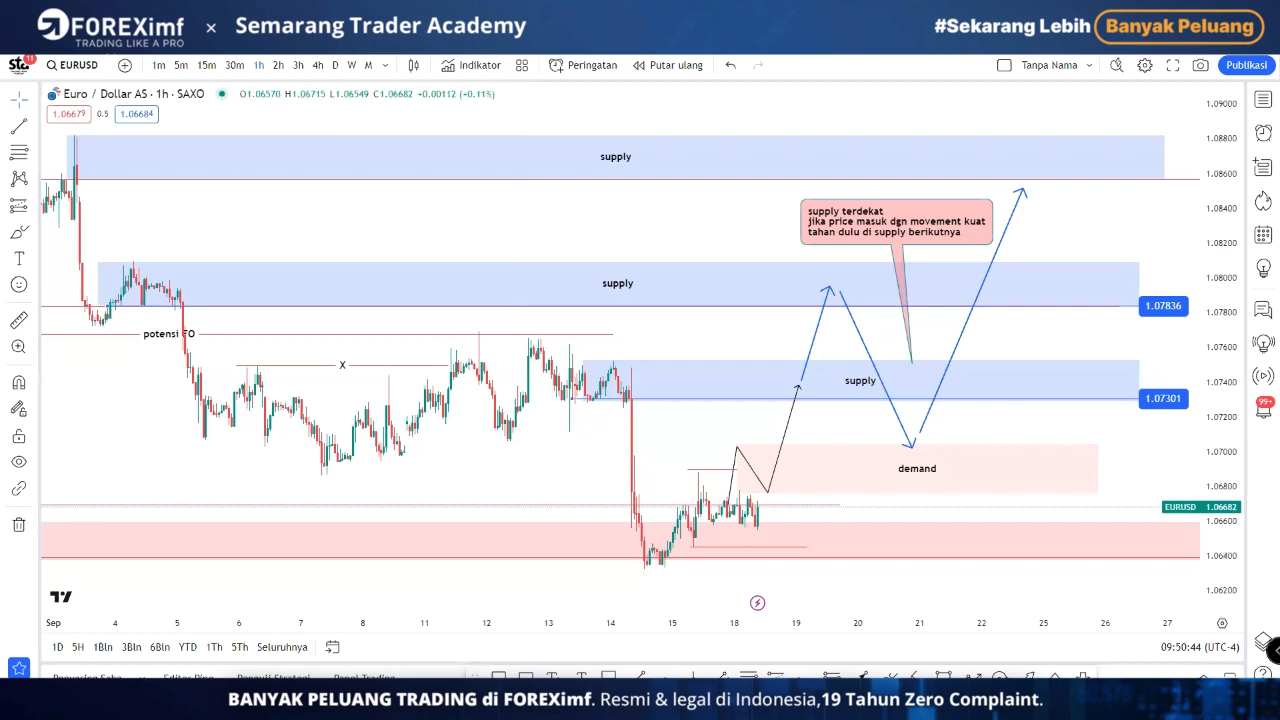 FOREXimf
TRADING LIKE A PRO
×
Semarang Trader Academy
#Sekarang Lebih
Banyak Peluang
sta
11
EURUSD
1m 5m 15m 30m 1h 2h 3h 4h D W M
Indikator
Peringatan
Putar ulang
Tanpa Nama
Publikasi
Euro / Dollar AS · 1h · SAXO
O1.06570 H1.06715 L1.06549 C1.06682 +0.00112 (+0.11%)
1.06679
0.5
1.06684
1.09000
1.08800
1.08600
1.08400
1.08200
1.08000
1.07836
1.07800
1.07600
1.07400
1.07301
1.07200
1.07000
1.06800
EURUSD 1.06682
1.06600
1.06400
1.06200
supply
supply terdekat
jika price masuk dgn movement kuat
tahan dulu di supply berikutnya
supply
potensi FO
X
supply
demand
99+
Sep 4 5 6 7 8 11 12 13 14 15 18 19 20 21 22 25 26 27
1D 5H 1Bln 3Bln 6Bln YTD 1Th 5Th Seluruhnya
09:50:44 (UTC-4)
BANYAK PELUANG TRADING di FOREXimf. Resmi & legal di Indonesia,19 Tahun Zero Complaint.